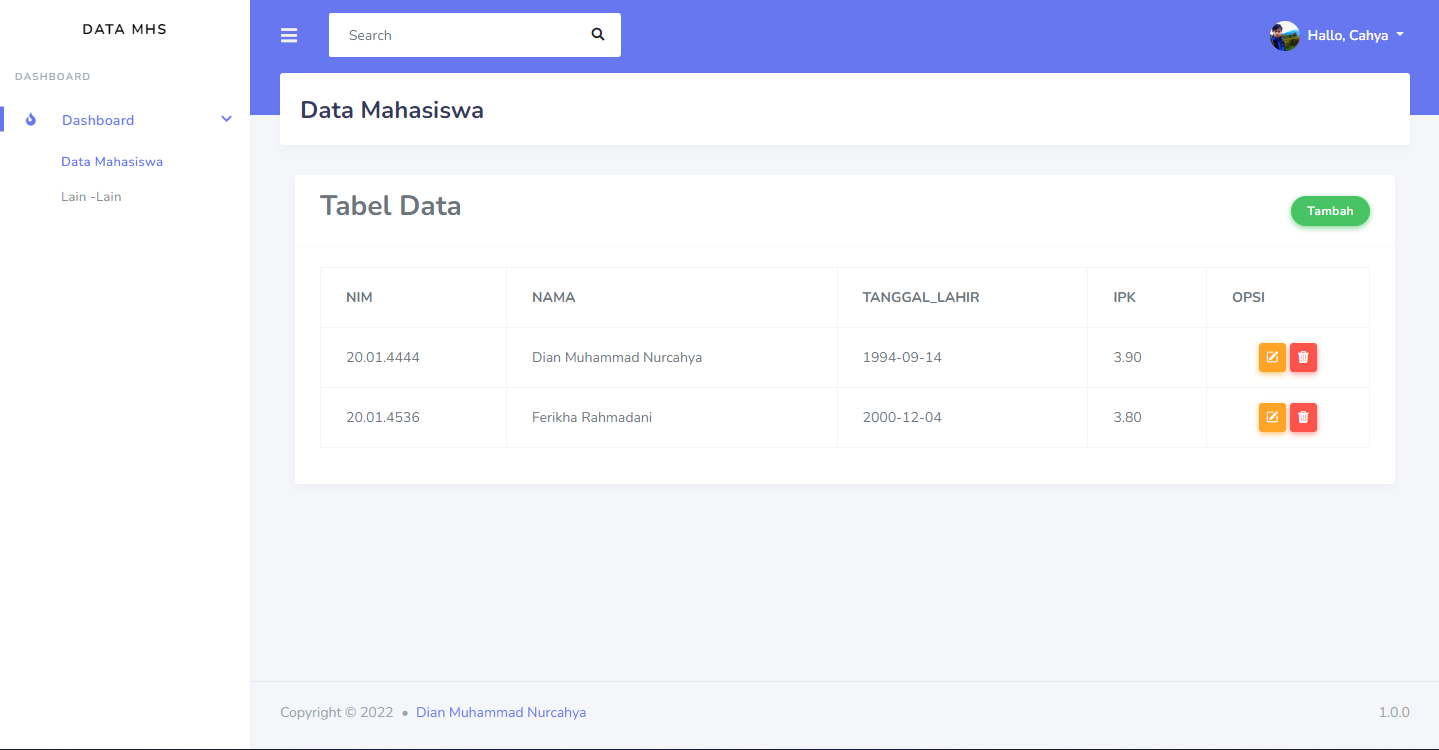 DATA MHS
DASHBOARD
Dashboard
Data Mahasiswa
Lain -Lain
Search
Hallo, Cahya
Data Mahasiswa
Tabel Data
Tambah
NIM NAMA TANGGAL_LAHIR IPK OPSI
20.01.4444 Dian Muhammad Nurcahya 1994-09-14 3.90
20.01.4536 Ferikha Rahmadani 2000-12-04 3.80
Copyright © 2022 • Dian Muhammad Nurcahya 1.0.0